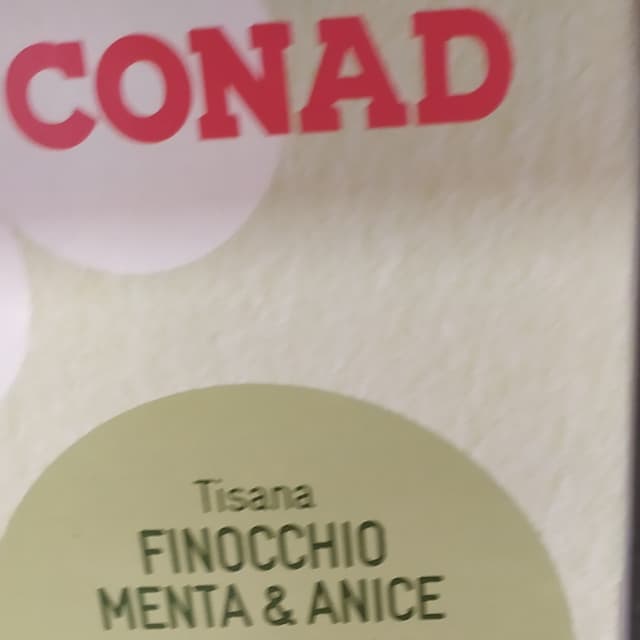 CONAD
Tisana
FINOCCHIO
MENTA & ANICE